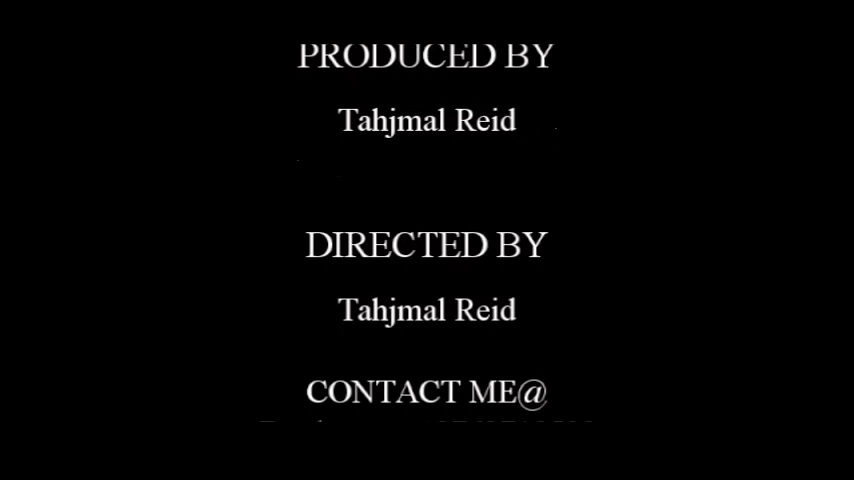 PRODUCED BY
Tahjmal Reid
DIRECTED BY
Tahjmal Reid
CONTACT ME@